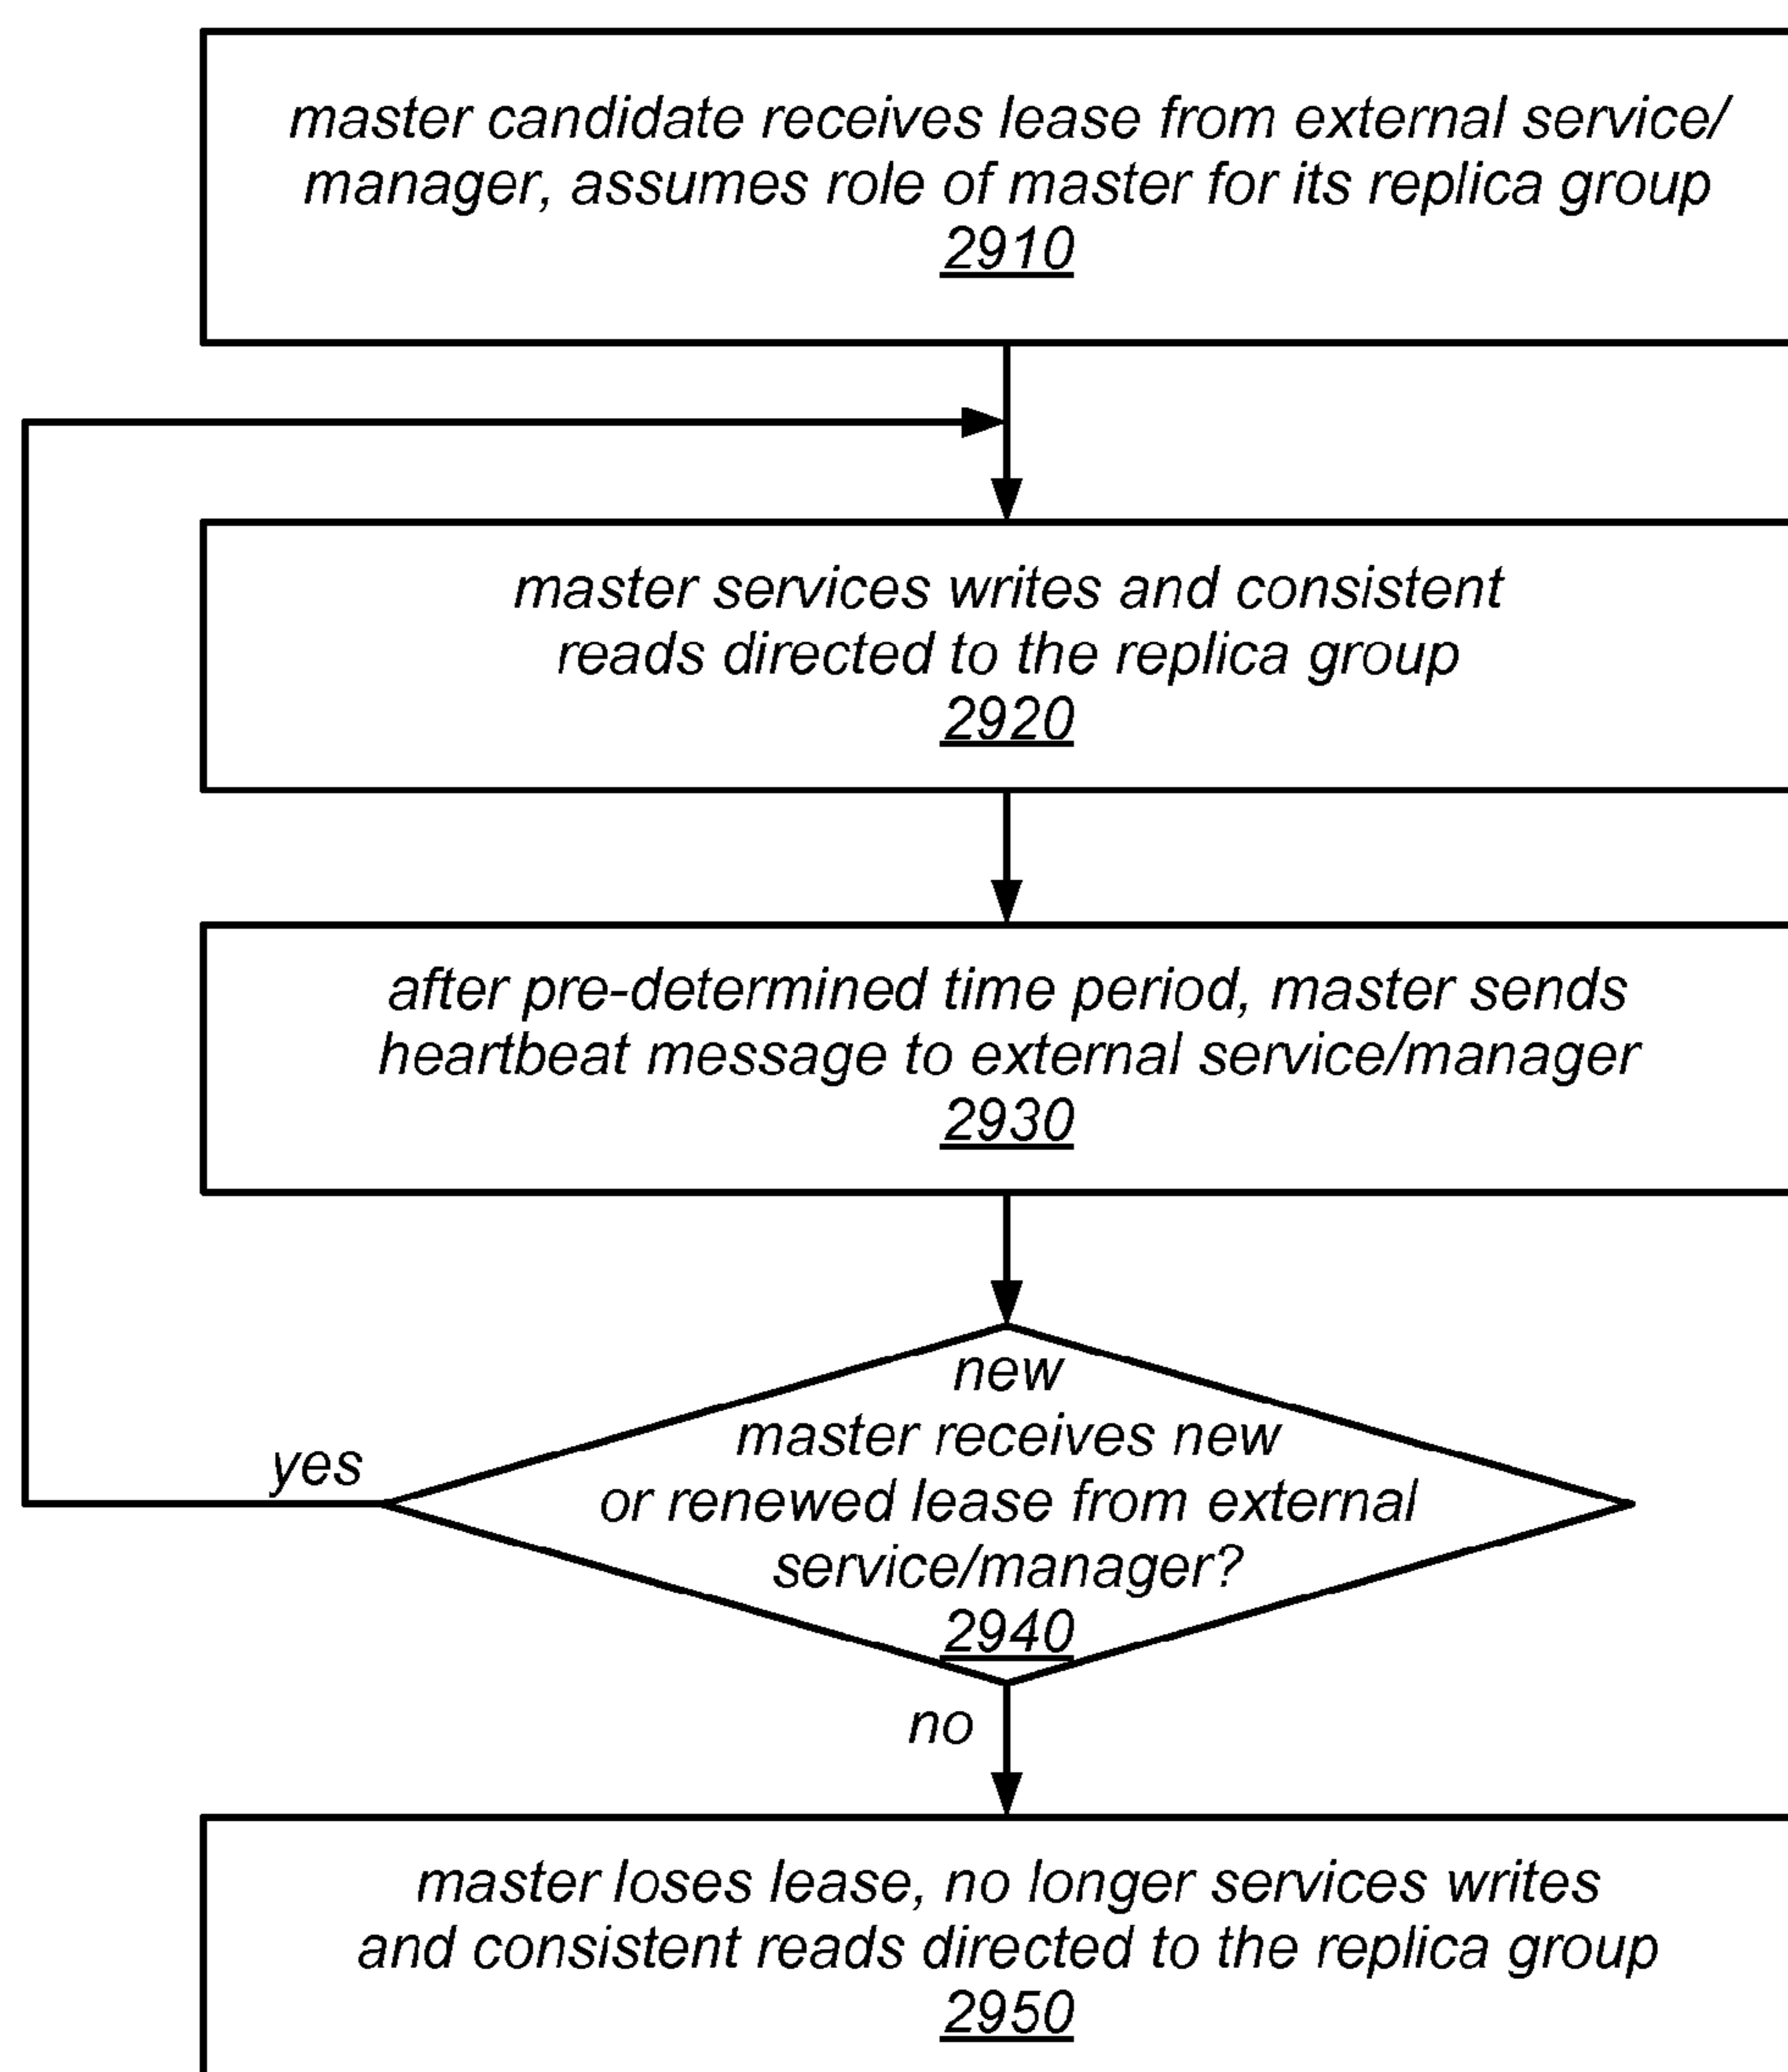 master candidate receives lease from external service/
manager, assumes role of master for its replica group
2910
master services writes and consistent
reads directed to the replica group
2920
after pre-determined time period, master sends
heartbeat message to external service/manager
2930
new
master receives new
or renewed lease from external
service/manager?
2940
yes
no
master loses lease, no longer services writes
and consistent reads directed to the replica group
2950